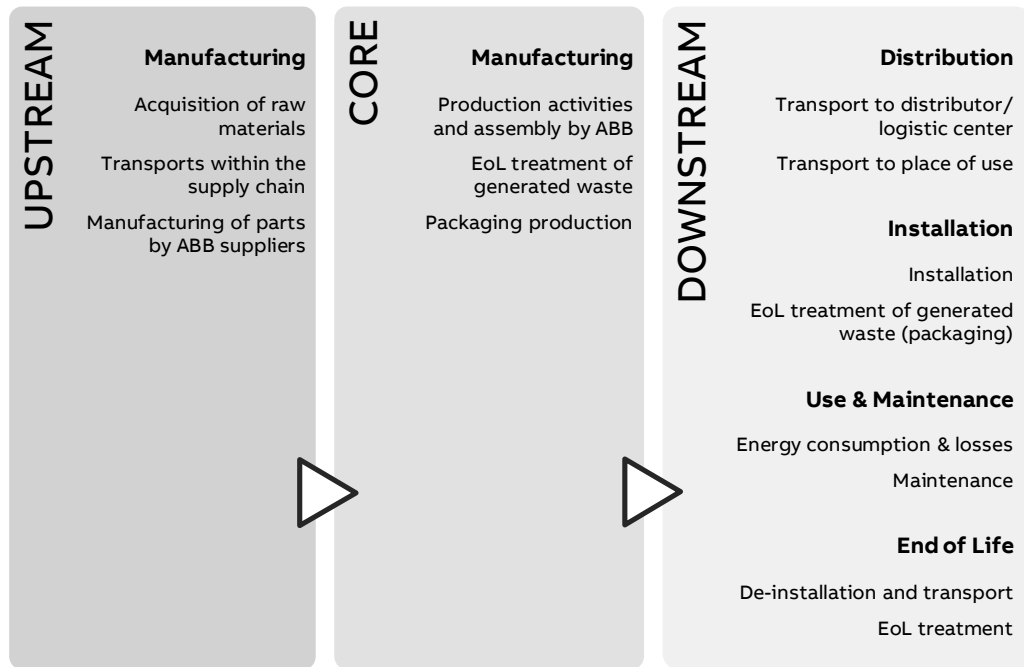 UPSTREAM
Manufacturing
Acquisition of raw
materials
Transports within the
supply chain
Manufacturing of parts
by ABB suppliers
CORE
Manufacturing
Production activities
and assembly by ABB
EoL treatment of
generated waste
Packaging production
DOWNSTREAM
Distribution
Transport to distributor/
logistic center
Transport to place of use
Installation
Installation
EoL treatment of generated
waste (packaging)
Use & Maintenance
Energy consumption & losses
Maintenance
End of Life
De-installation and transport
EoL treatment